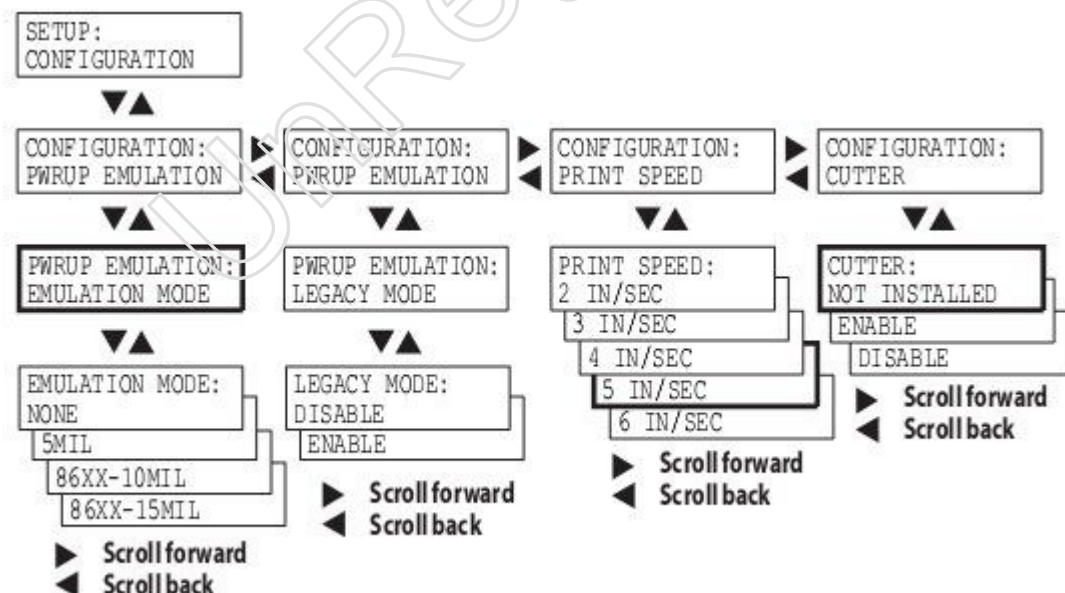 SETUP:
CONFIGURATION
CONFIGURATION:
PWRUP EMULATION
CONFIGURATION:
PWRUP EMULATION
CONFIGURATION:
PRINT SPEED
CONFIGURATION:
CUTTER
PWRUP EMULATION:
EMULATION MODE
PWRUP EMULATION:
LEGACY MODE
PRINT SPEED:
2 IN/SEC
3 IN/SEC
4 IN/SEC
5 IN/SEC
6 IN/SEC
CUTTER:
NOT INSTALLED
ENABLE
DISABLE
EMULATION MODE:
NONE
5MIL
86XX-10MIL
86XX-15MIL
LEGACY MODE:
DISABLE
ENABLE
Scroll forward
Scroll back
Scroll forward
Scroll back
Scroll forward
Scroll back
Scroll forward
Scroll back
UnRe